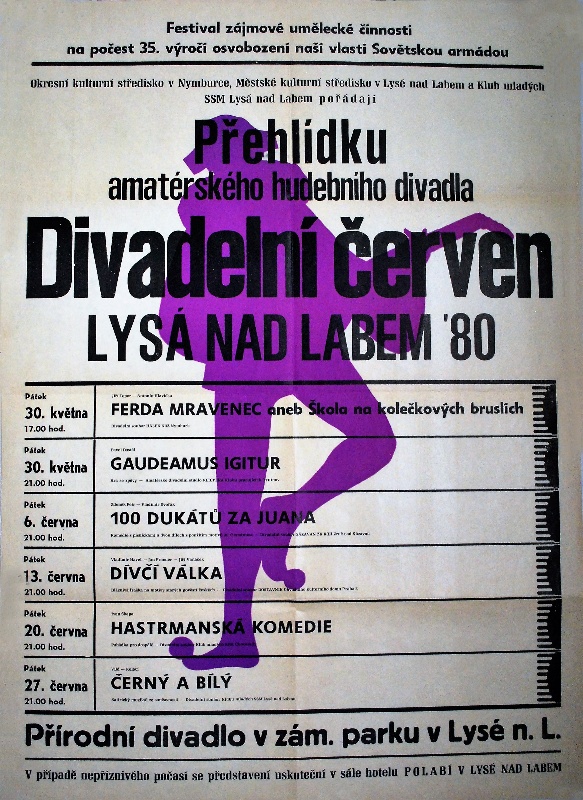 Festival zájmové umělecké činnosti
na počest 35. výročí osvobození naší vlasti Sovětskou armádou
Okresní kulturní středisko v Nymburce, Městské kulturní středisko v Lysé nad Labem a Klub mladých
SSM Lysá nad Labem pořádají
Přehlídku
amatérského hudebního divadla
Divadelní červen
LYSÁ NAD LABEM '80
Pátek
30. května
17.00 hod.
FERDA MRAVENEC aneb Škola na kolečkových bruslích
Pátek
30. května
21.00 hod.
GAUDEAMUS IGITUR
Pátek
6. června
21.00 hod.
100 DUKÁTŮ ZA JUANA
Pátek
13. června
21.00 hod.
DÍVČÍ VÁLKA
Pátek
20. června
21.00 hod.
HASTRMANSKÁ KOMEDIE
Pátek
27. června
21.00 hod.
ČERNÝ A BÍLÝ
Přírodní divadlo v zám. parku v Lysé n. L.
V případě nepříznivého počasí se představení uskuteční v sále hotelu POLABÍ V LYSÉ NAD LABEM